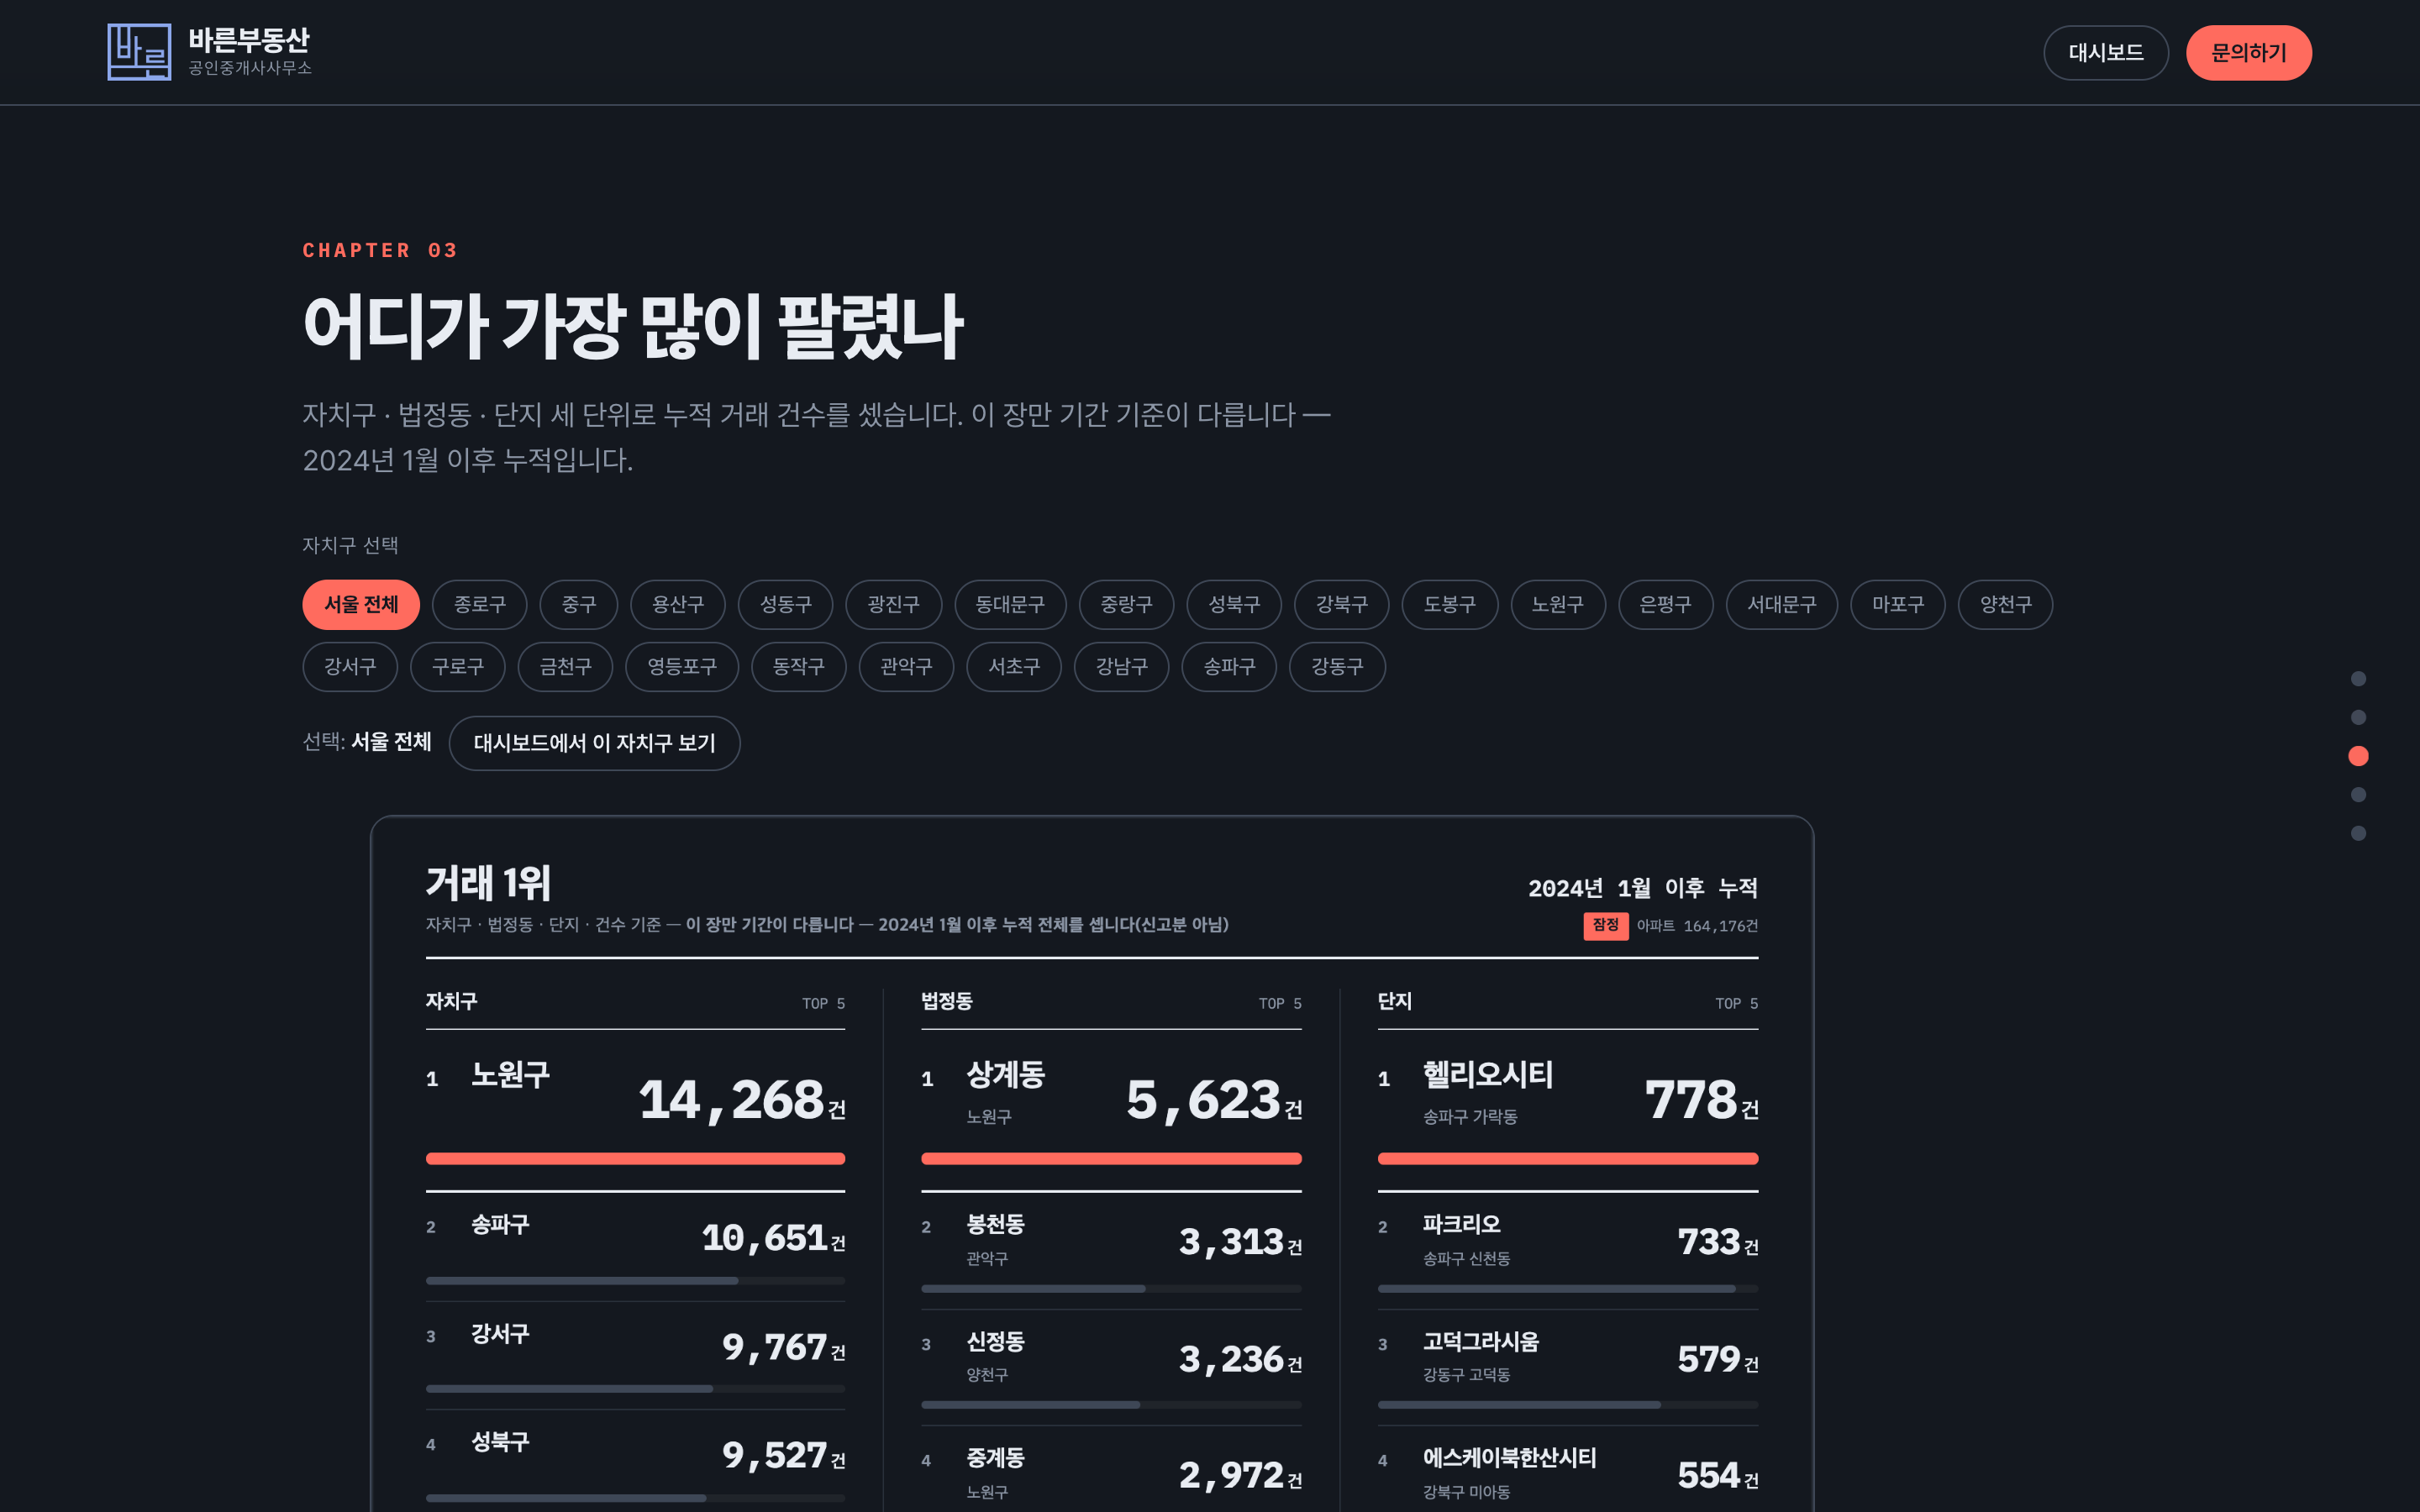 바른
바른부동산
공인중개사사무소
대시보드
문의하기
CHAPTER 03
어디가 가장 많이 팔렸나
자치구 · 법정동 · 단지 세 단위로 누적 거래 건수를 셌습니다. 이 장만 기간 기준이 다릅니다 —
2024년 1월 이후 누적입니다.
자치구 선택
서울 전체 종로구 중구 용산구 성동구 광진구 동대문구 중랑구 성북구 강북구 도봉구 노원구 은평구 서대문구 마포구 양천구
강서구 구로구 금천구 영등포구 동작구 관악구 서초구 강남구 송파구 강동구
선택: 서울 전체 대시보드에서 이 자치구 보기
거래 1위
2024년 1월 이후 누적
자치구 · 법정동 · 단지 · 건수 기준 — 이 장만 기간이 다릅니다 — 2024년 1월 이후 누적 전체를 셉니다(신고분 아님)
잠정 아파트 164,176건
자치구 TOP 5
1 노원구 14,268건
2 송파구 10,651건
3 강서구 9,767건
4 성북구 9,527건
법정동 TOP 5
1 상계동 5,623건
노원구
2 봉천동 3,313건
관악구
3 신정동 3,236건
양천구
4 중계동 2,972건
노원구
단지 TOP 5
1 헬리오시티 778건
송파구 가락동
2 파크리오 733건
송파구 신천동
3 고덕그라시움 579건
강동구 고덕동
4 에스케이북한산시티 554건
강북구 미아동